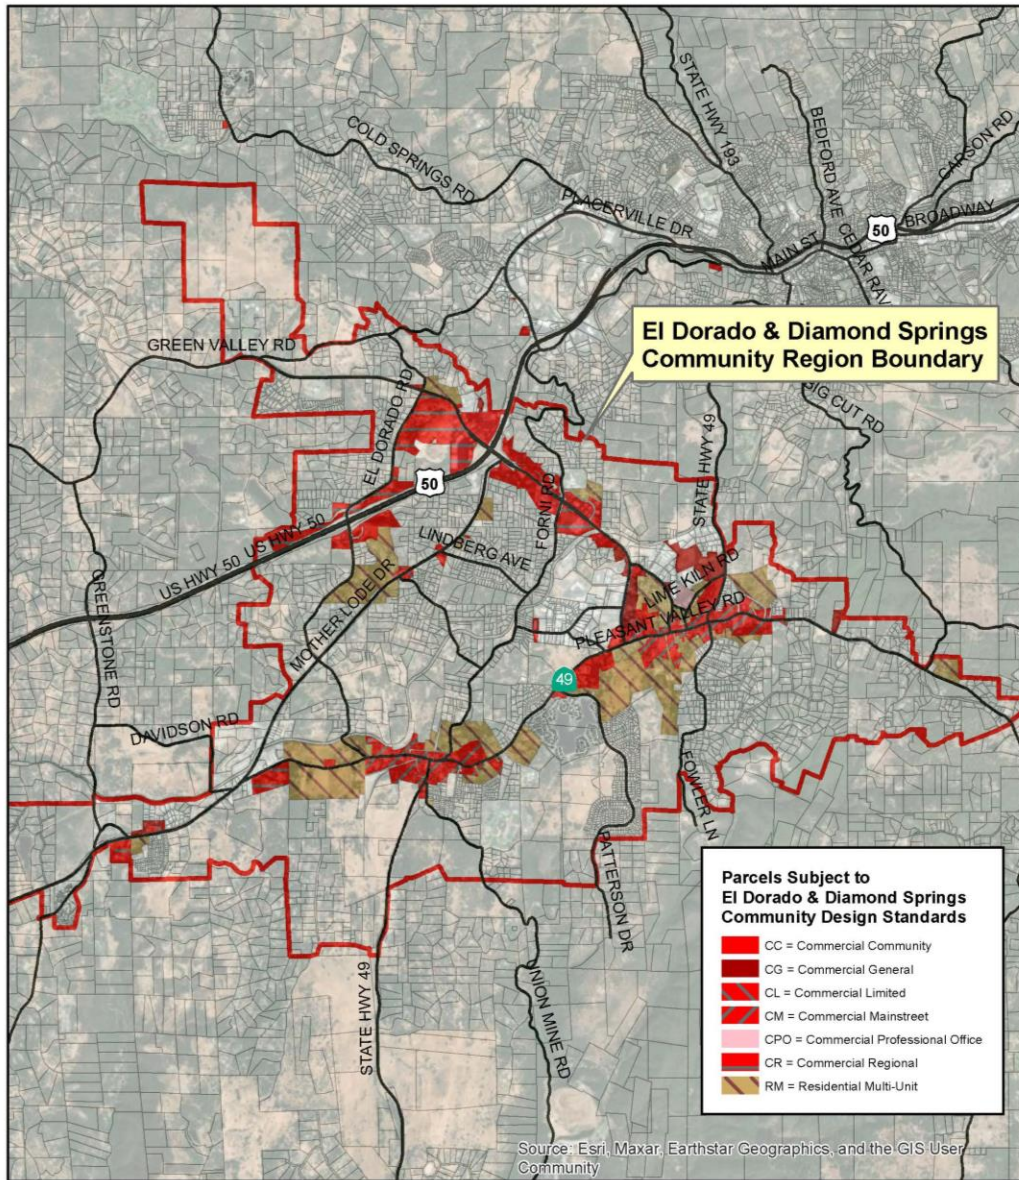 COLD SPRINGS RD
STATE HWY 193
BEDFORD AVE
CARSON RD
PLACERVILLE DR
MAIN ST
50
BROADWAY
CEDAR RAV
El Dorado & Diamond Springs
Community Region Boundary
GREEN VALLEY RD
EL DORADO RD
BIG CUT RD
STATE HWY 49
50
FORNI RD
US HWY 50
US HWY 50
LINDBERG AVE
LIME KILN RD
MOTHER LODE DR
PLEASANT VALLEY RD
GREENSTONE RD
49
DAVIDSON RD
FOWLER LN
PATTERSON DR
STATE HWY 49
UNION MINE RD
Parcels Subject to
El Dorado & Diamond Springs
Community Design Standards
CC = Commercial Community
CG = Commercial General
CL = Commercial Limited
CM = Commercial Mainstreet
CPO = Commercial Professional Office
CR = Commercial Regional
RM = Residential Multi-Unit
Source: Esri, Maxar, Earthstar Geographics, and the GIS User
Community